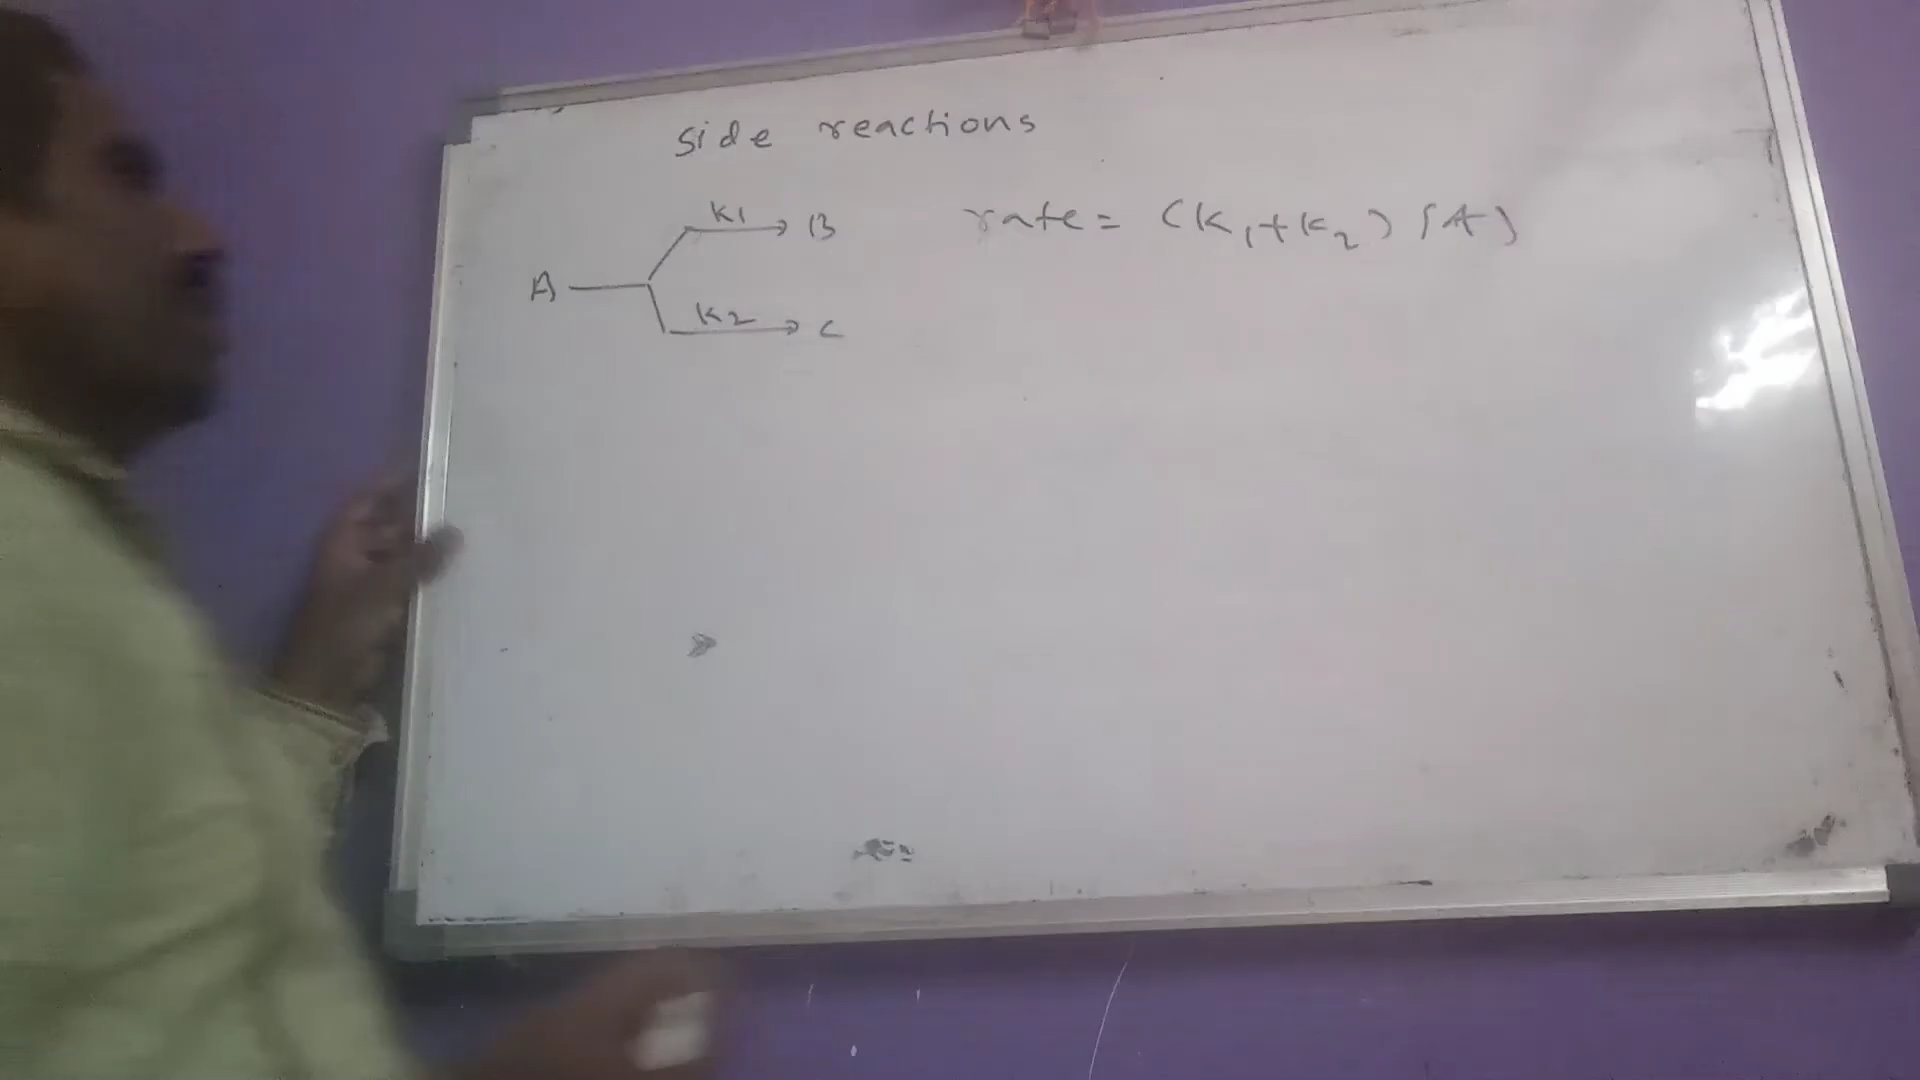 side reactions
K1 → B
rate = (K1+K2) [A]
A
K2 → C